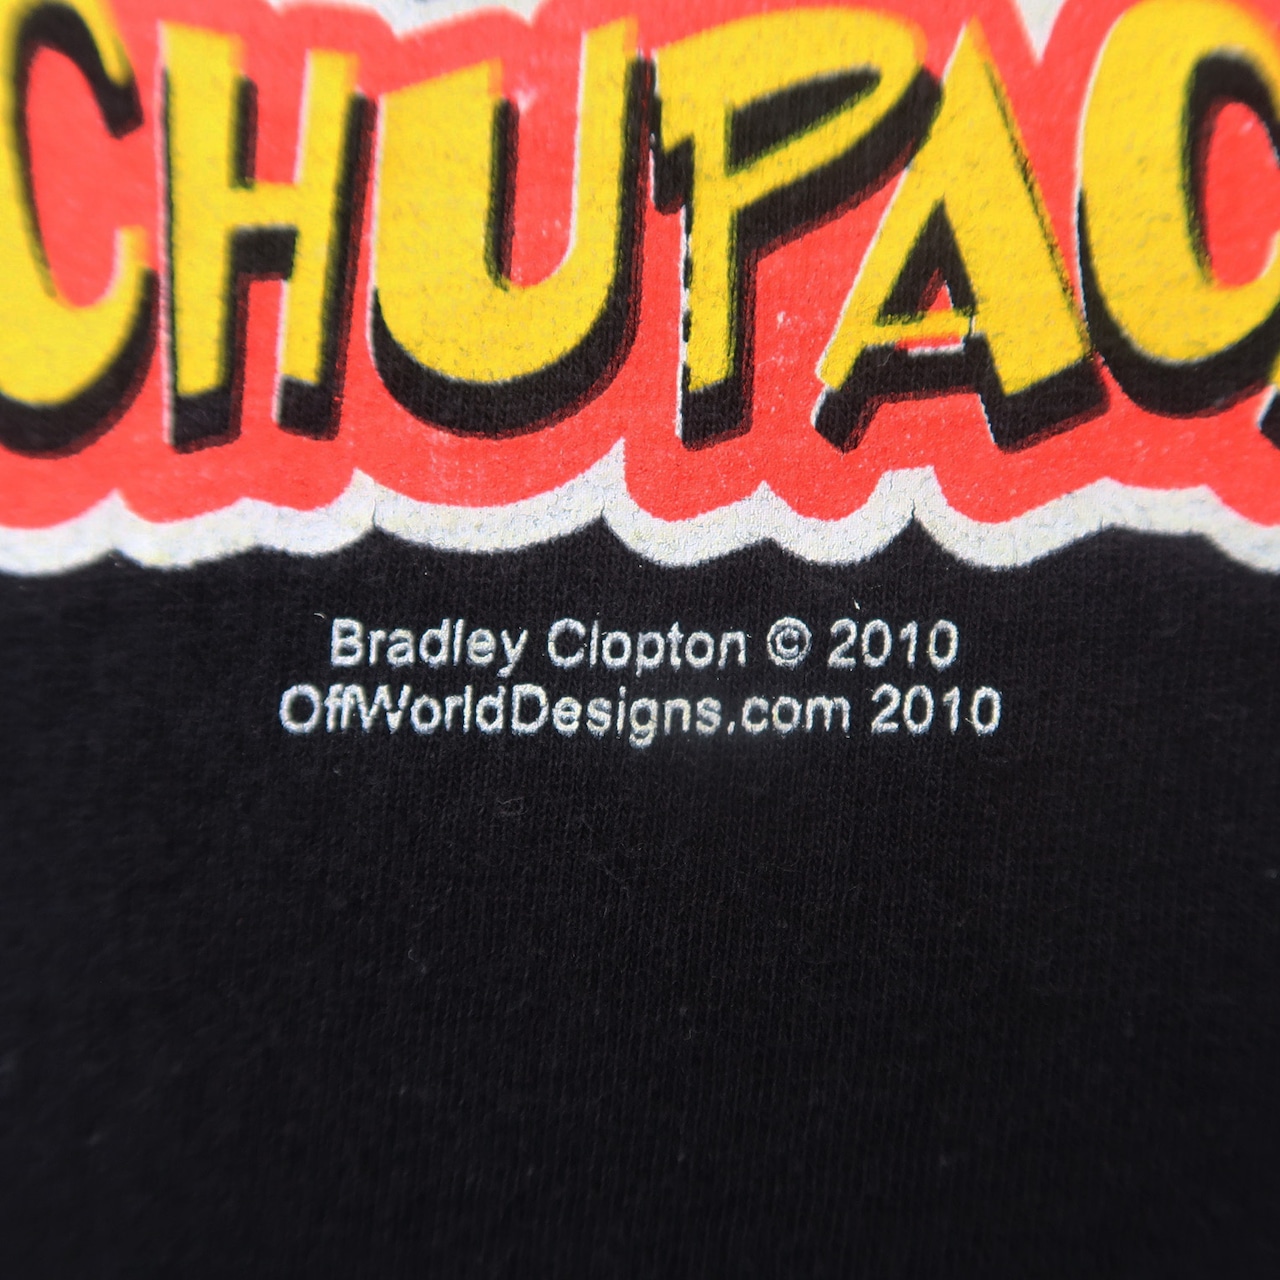 CHUPAC
Bradley Clopton © 2010
OffWorldDesigns.com 2010